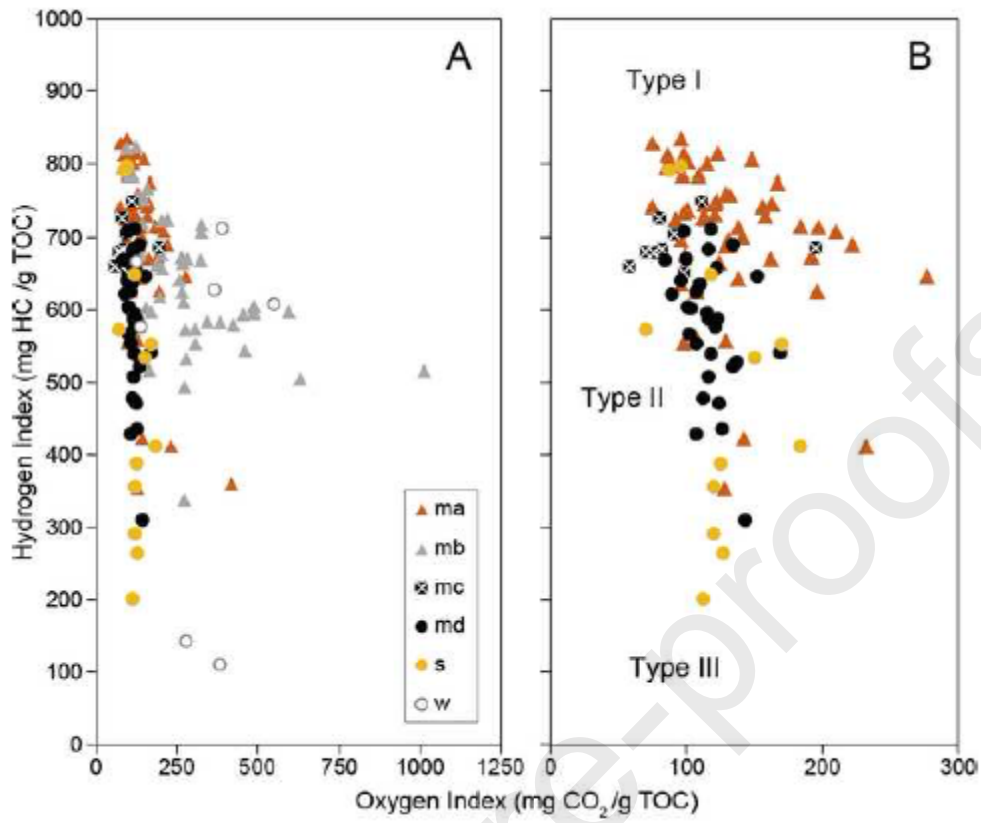 1000
900
800
700
600
500
400
300
200
100
0
Hydrogen Index (mg HC /g TOC)
A
ma
mb
mc
md
s
w
0
250
500
750
1000
1250
B
Type I
Type II
Type III
0
100
200
300
Oxygen Index (mg CO₂/g TOC)
re-proofs